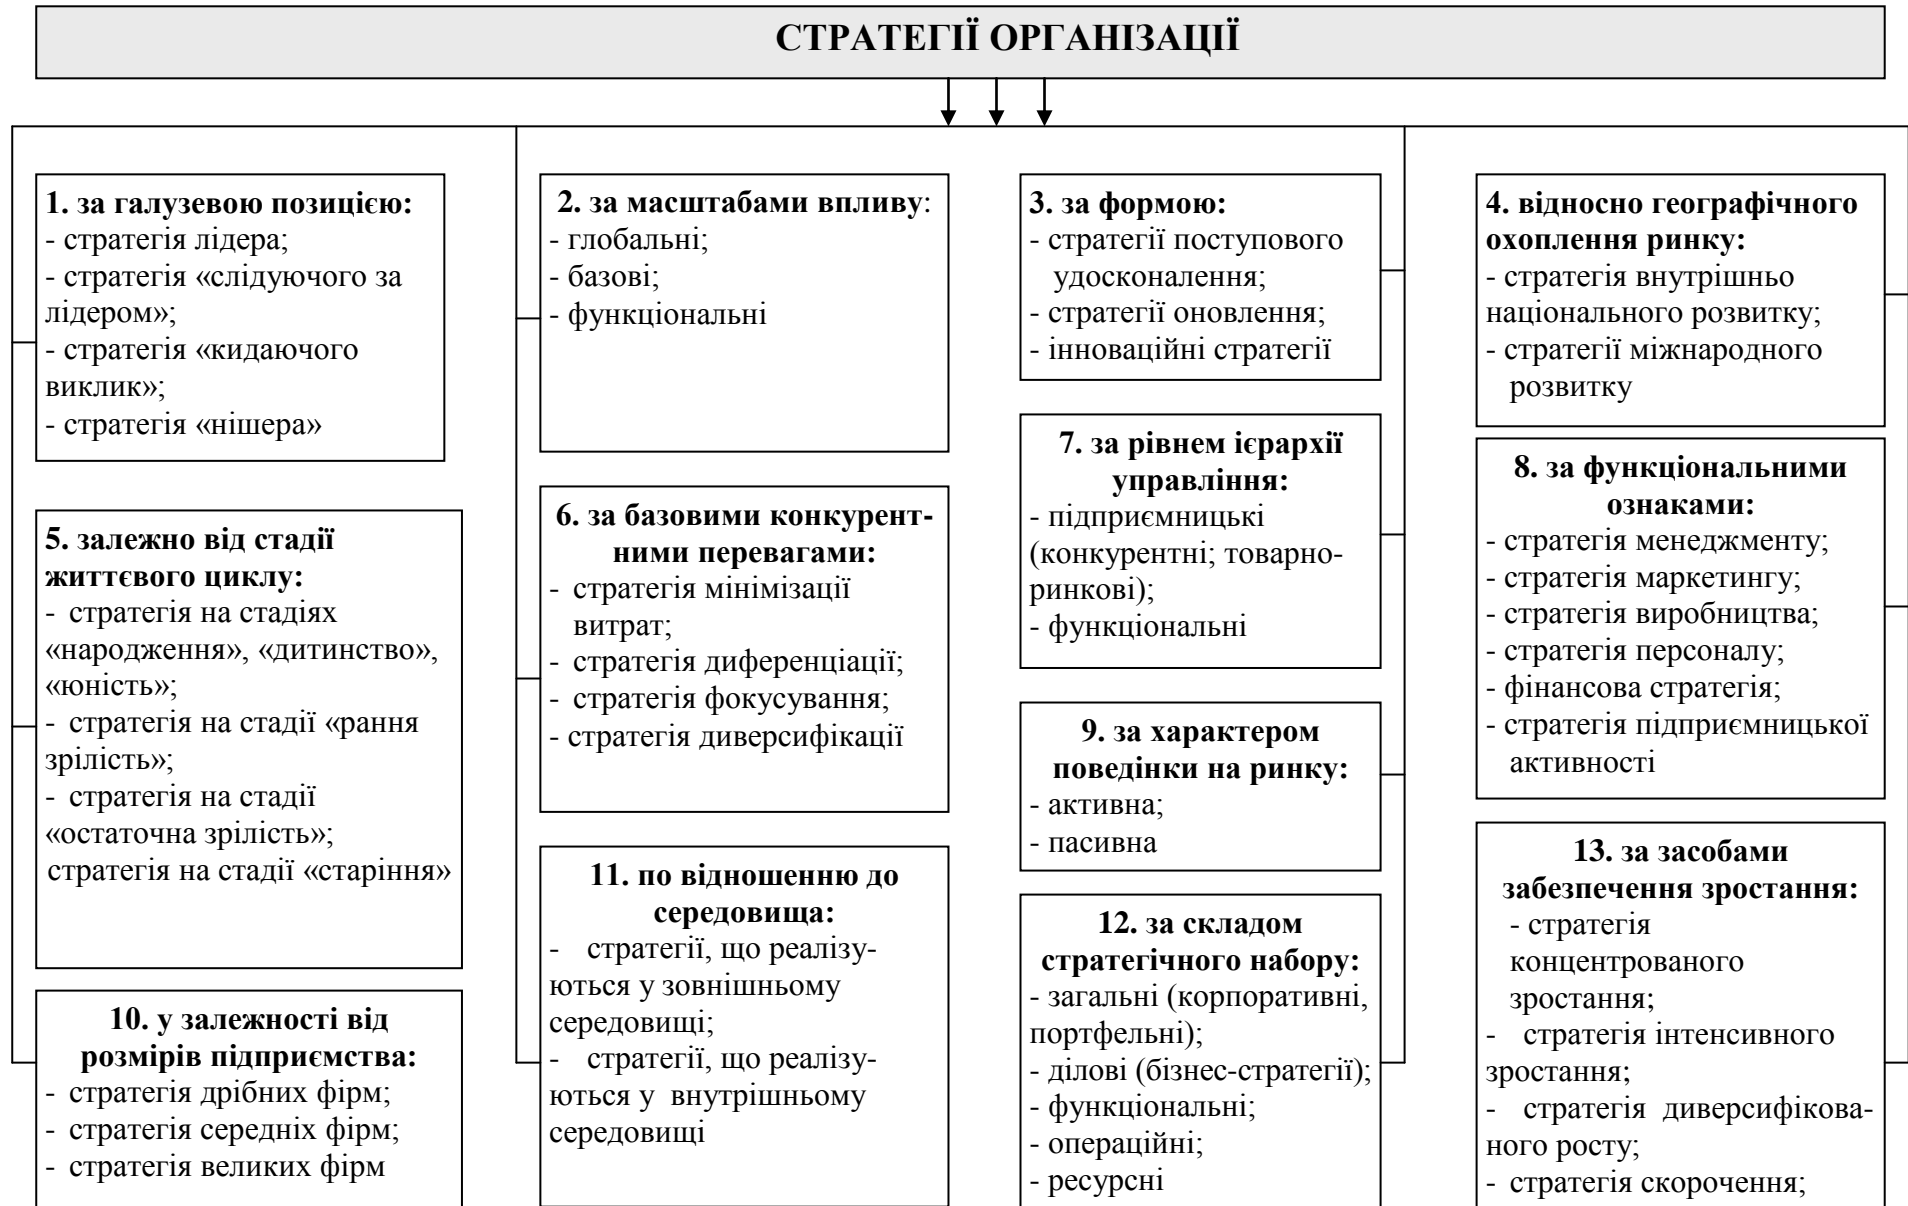 СТРАТЕГІЇ ОРГАНІЗАЦІЇ
1. за галузевою позицією:
- стратегія лідера;
- стратегія «слідуючого за
лідером»;
- стратегія «кидаючого
виклик»;
- стратегія «нішера»
2. за масштабами впливу:
- глобальні;
- базові;
- функціональні
3. за формою:
- стратегії поступового
удосконалення;
- стратегії оновлення;
- інноваційні стратегії
4. відносно географічного
охоплення ринку:
- стратегія внутрішньо
національного розвитку;
- стратегії міжнародного
розвитку
5. залежно від стадії
життєвого циклу:
- стратегія на стадіях
«народження», «дитинство»,
«юність»;
- стратегія на стадії «рання
зрілість»;
- стратегія на стадії
«остаточна зрілість»;
стратегія на стадії «старіння»
6. за базовими конкурент-
ними перевагами:
- стратегія мінімізації
витрат;
- стратегія диференціації;
- стратегія фокусування;
- стратегія диверсифікації
7. за рівнем ієрархії
управління:
- підприємницькі
(конкурентні; товарно-
ринкові);
- функціональні
8. за функціональними
ознаками:
- стратегія менеджменту;
- стратегія маркетингу;
- стратегія виробництва;
- стратегія персоналу;
- фінансова стратегія;
- стратегія підприємницької
активності
9. за характером
поведінки на ринку:
- активна;
- пасивна
10. у залежності від
розмірів підприємства:
- стратегія дрібних фірм;
- стратегія середніх фірм;
- стратегія великих фірм
11. по відношенню до
середовища:
- стратегії, що реалізу-
ються у зовнішньому
середовищі;
- стратегії, що реалізу-
ються у внутрішньому
середовищі
12. за складом
стратегічного набору:
- загальні (корпоративні,
портфельні);
- ділові (бізнес-стратегії);
- функціональні;
- операційні;
- ресурсні
13. за засобами
забезпечення зростання:
- стратегія
концентрованого
зростання;
- стратегія інтенсивного
зростання;
- стратегія диверсифікова-
ного росту;
- стратегія скорочення;